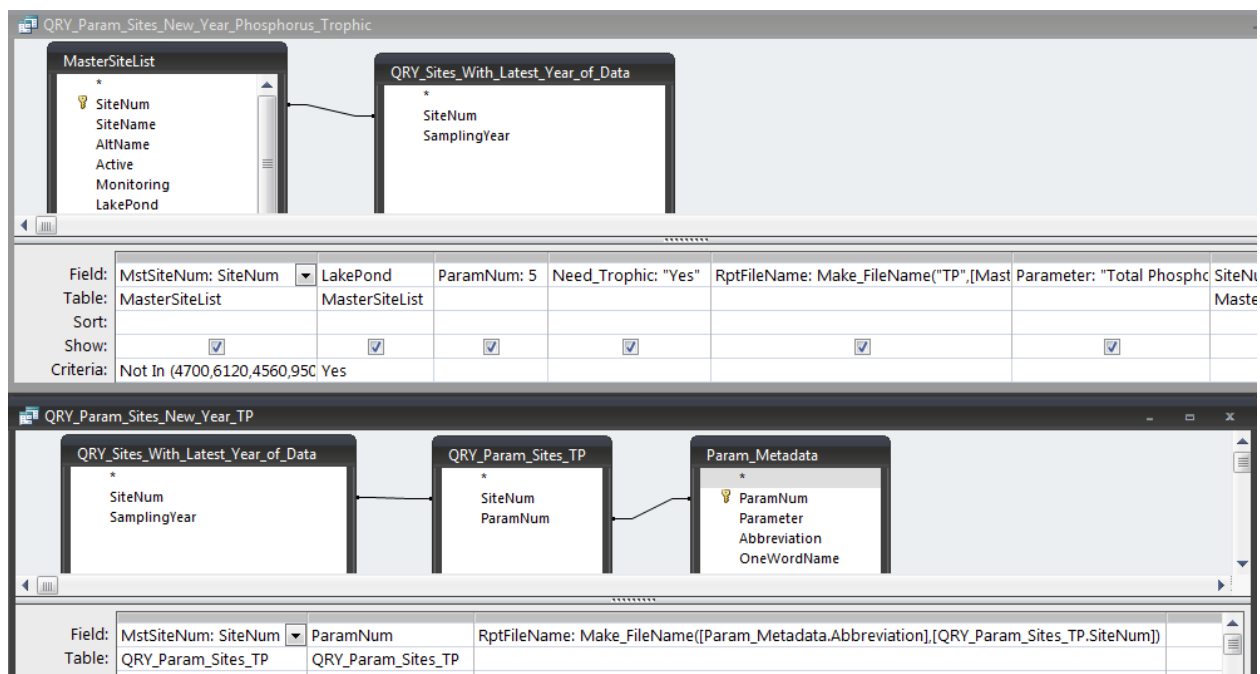 QRY_Param_Sites_New_Year_Phosphorus_Trophic
MasterSiteList
*
SiteNum
SiteName
AltName
Active
Monitoring
LakePond
QRY_Sites_With_Latest_Year_of_Data
*
SiteNum
SamplingYear
Field: MstSiteNum: SiteNum LakePond ParamNum: 5 Need_Trophic: "Yes" RptFileName: Make_FileName("TP",[Mast Parameter: "Total Phospho SiteNu
Table: MasterSiteList MasterSiteList Maste
Sort:
Show:
Criteria: Not In (4700,6120,4560,950 Yes
QRY_Param_Sites_New_Year_TP
QRY_Sites_With_Latest_Year_of_Data
*
SiteNum
SamplingYear
QRY_Param_Sites_TP
*
SiteNum
ParamNum
Param_Metadata
*
ParamNum
Parameter
Abbreviation
OneWordName
Field: MstSiteNum: SiteNum ParamNum RptFileName: Make_FileName([Param_Metadata.Abbreviation],[QRY_Param_Sites_TP.SiteNum])
Table: QRY_Param_Sites_TP QRY_Param_Sites_TP